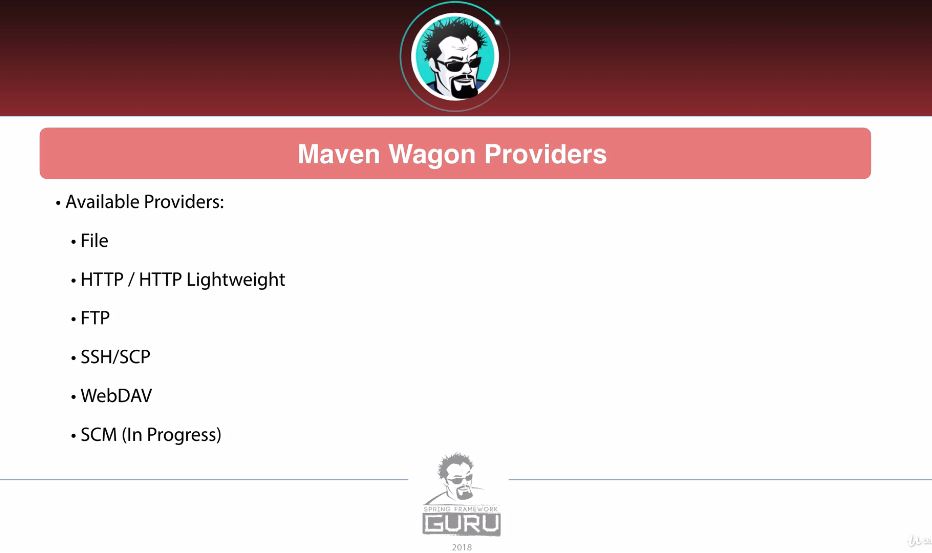 Maven Wagon Providers
• Available Providers:
• File
• HTTP / HTTP Lightweight
• FTP
• SSH/SCP
• WebDAV
• SCM (In Progress)
SPRING FRAMEWORK
GURU
2018